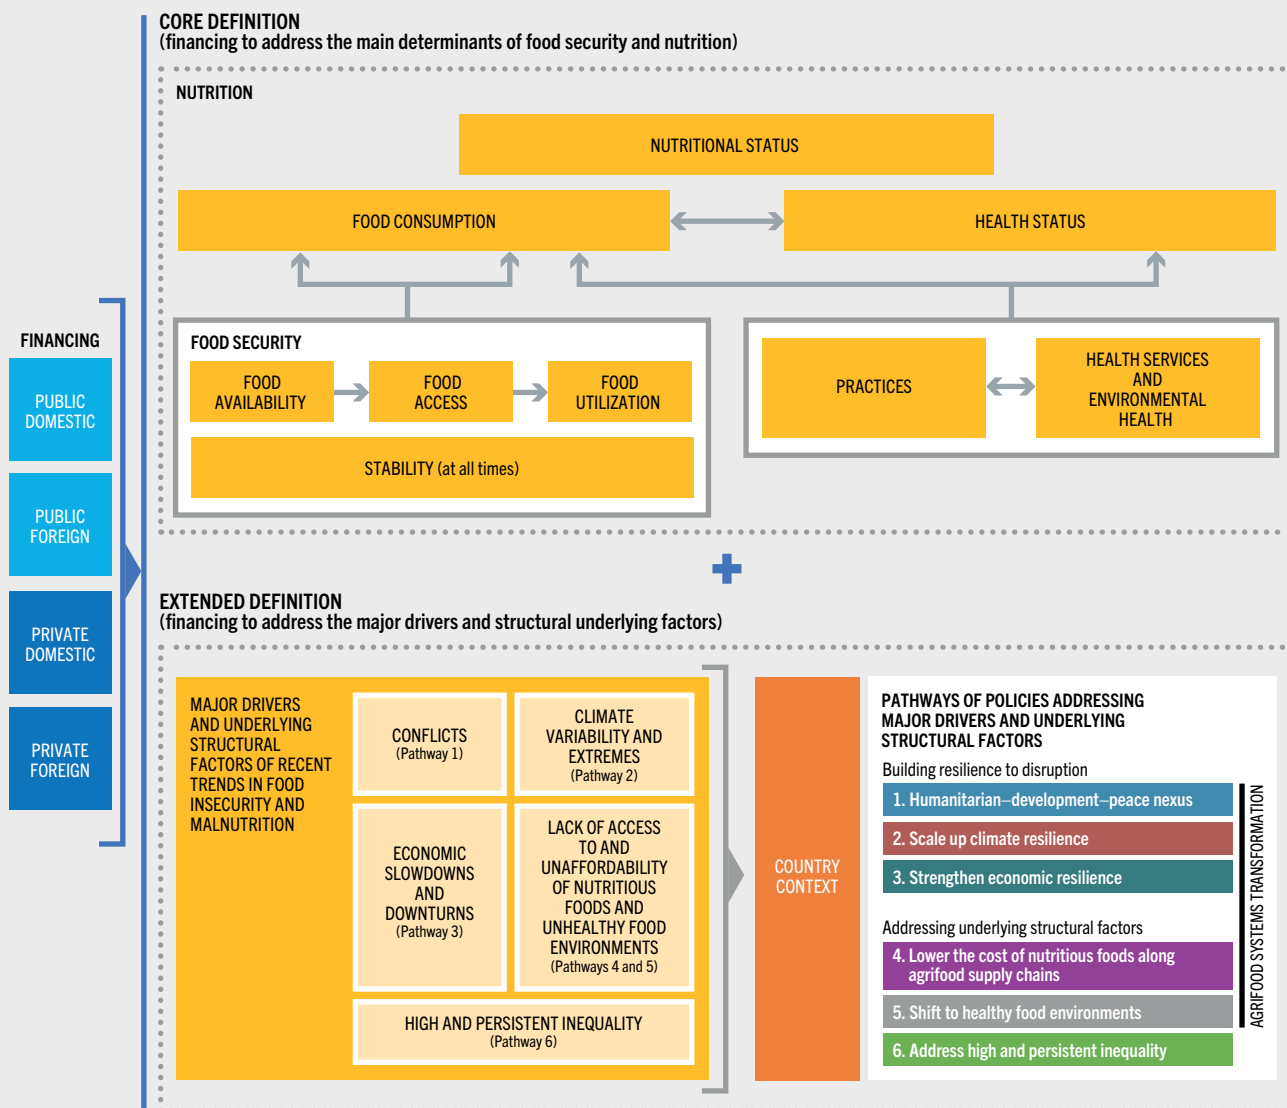 CORE DEFINITION
(financing to address the main determinants of food security and nutrition)
NUTRITION
NUTRITIONAL STATUS
FOOD CONSUMPTION
HEALTH STATUS
FINANCING
PUBLIC
DOMESTIC
PUBLIC
FOREIGN
PRIVATE
DOMESTIC
PRIVATE
FOREIGN
FOOD SECURITY
FOOD
AVAILABILITY
FOOD
ACCESS
FOOD
UTILIZATION
STABILITY (at all times)
PRACTICES
HEALTH SERVICES
AND
ENVIRONMENTAL
HEALTH
EXTENDED DEFINITION
(financing to address the major drivers and structural underlying factors)
MAJOR DRIVERS
AND UNDERLYING
STRUCTURAL
FACTORS OF RECENT
TRENDS IN FOOD
INSECURITY AND
MALNUTRITION
CONFLICTS
(Pathway 1)
CLIMATE
VARIABILITY AND
EXTREMES
(Pathway 2)
ECONOMIC
SLOWDOWNS
AND
DOWNTURNS
(Pathway 3)
LACK OF ACCESS
TO AND
UNAFFORDABILITY
OF NUTRITIOUS
FOODS AND
UNHEALTHY FOOD
ENVIRONMENTS
(Pathways 4 and 5)
HIGH AND PERSISTENT INEQUALITY
(Pathway 6)
COUNTRY
CONTEXT
PATHWAYS OF POLICIES ADDRESSING
MAJOR DRIVERS AND UNDERLYING
STRUCTURAL FACTORS
Building resilience to disruption
1. Humanitarian–development–peace nexus
2. Scale up climate resilience
3. Strengthen economic resilience
Addressing underlying structural factors
4. Lower the cost of nutritious foods along
agrifood supply chains
5. Shift to healthy food environments
6. Address high and persistent inequality
AGRIFOOD SYSTEMS TRANSFORMATION